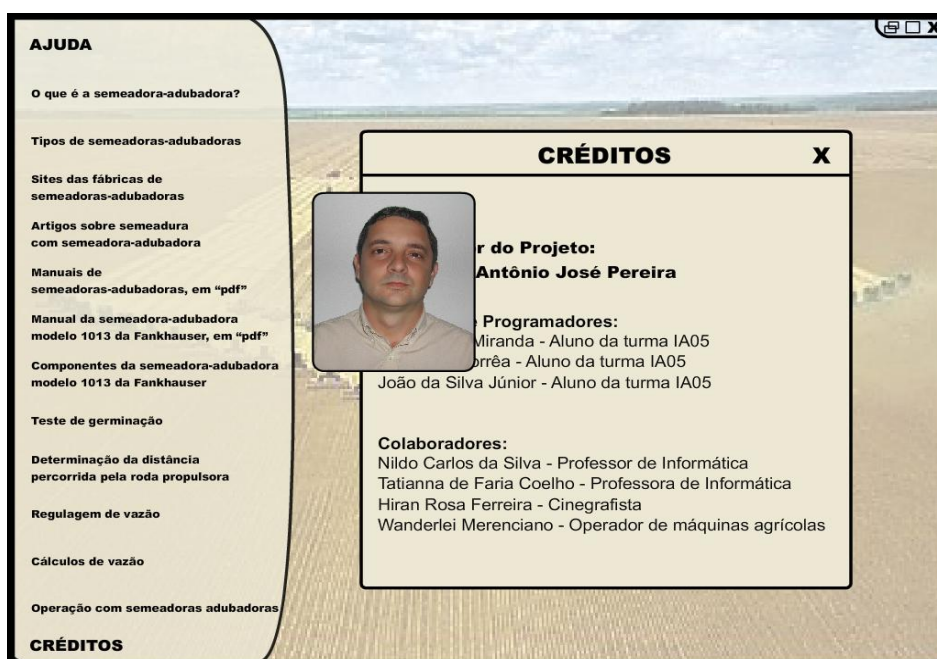 AJUDA
O que é a semeadora-adubadora?
Tipos de semeadoras-adubadoras
Sites das fábricas de
semeadoras-adubadoras
Artigos sobre semeadura
com semeadora-adubadora
Manuais de
semeadoras-adubadoras, em “pdf”
Manual da semeadora-adubadora
modelo 1013 da Fankhauser, em “pdf”
Componentes da semeadora-adubadora
modelo 1013 da Fankhauser
Teste de germinação
Determinação da distância
percorrida pela roda propulsora
Regulagem de vazão
Cálculos de vazão
Operação com semeadoras adubadoras
CRÉDITOS
X
CRÉDITOS X
do Projeto:
Antônio José Pereira
Programadores:
Miranda - Aluno da turma IA05
- Aluno da turma IA05
João da Silva Júnior - Aluno da turma IA05
Colaboradores:
Nildo Carlos da Silva - Professor de Informática
Tatianna de Faria Coelho - Professora de Informática
Hiran Rosa Ferreira - Cinegrafista
Wanderlei Merenciano - Operador de máquinas agrícolas